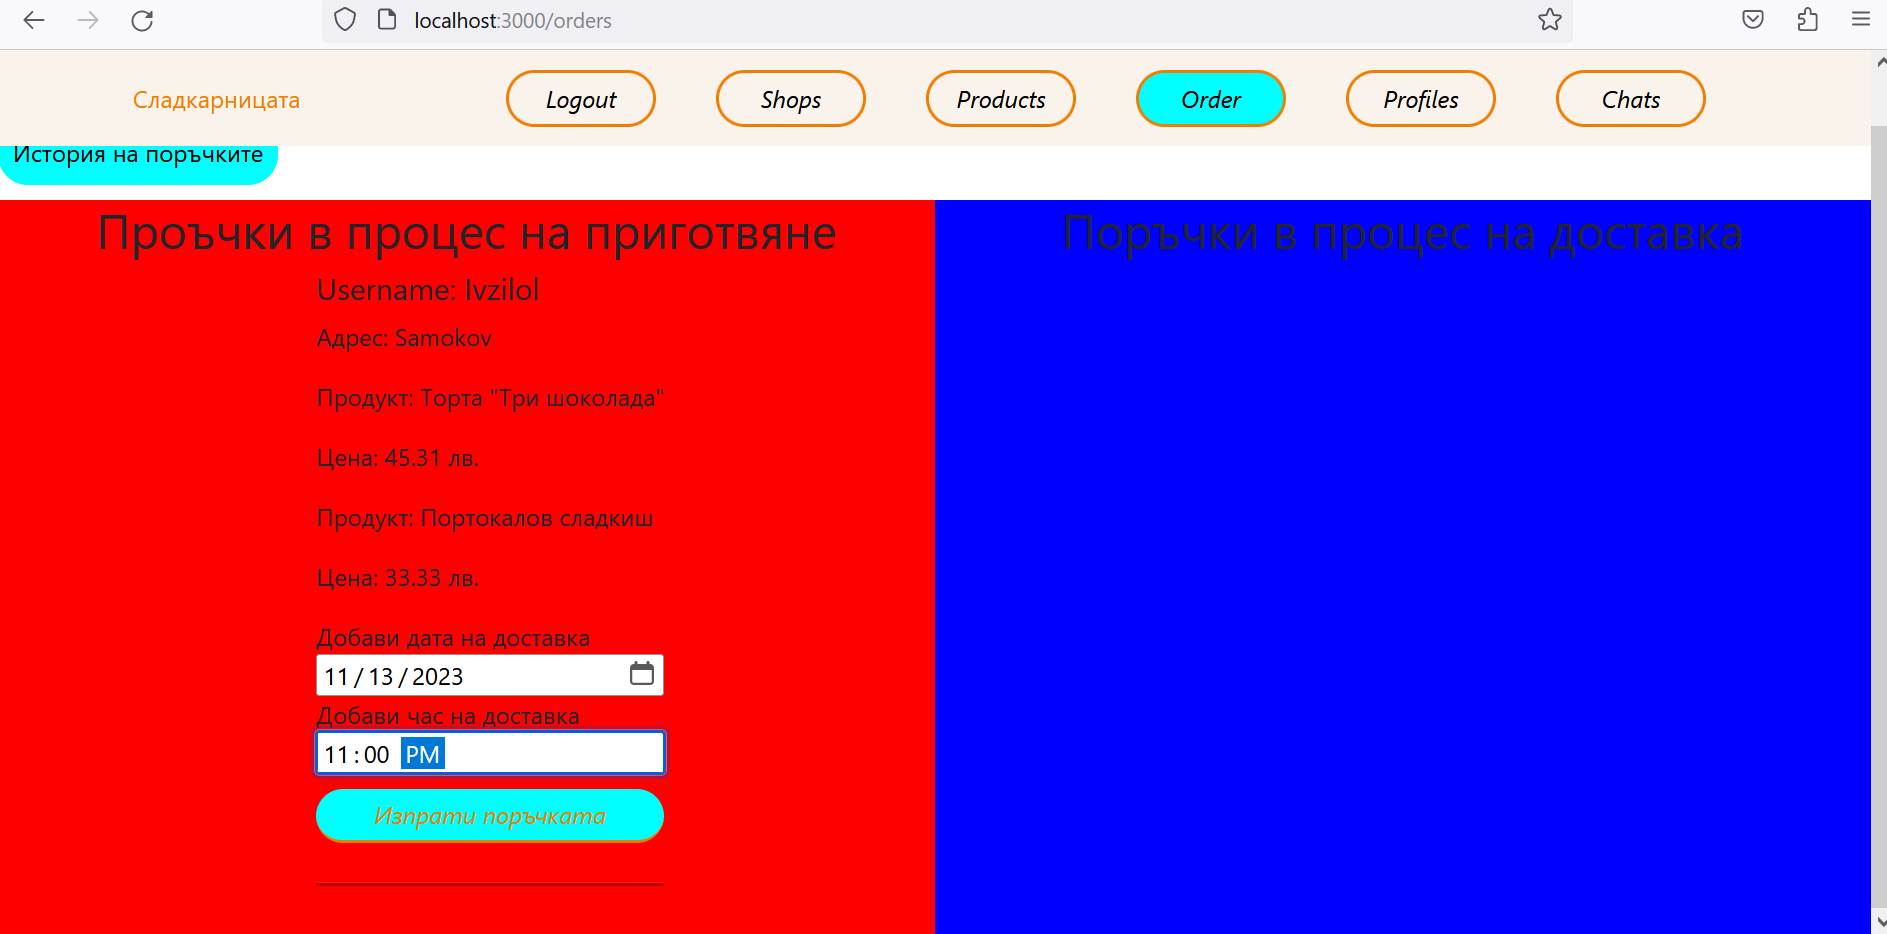 localhost:3000/orders
Сладкарницата
Logout
Shops
Products
Order
Profiles
Chats
История на поръчките
Проъчки в процес на приготвяне
Username: Ivzilol
Адрес: Samokov
Продукт: Торта "Три шоколада"
Цена: 45.31 лв.
Продукт: Портокалов сладкиш
Цена: 33.33 лв.
Добави дата на доставка
11/13/2023
Добави час на доставка
11:00 PM
Изпрати поръчката
Поръчки в процес на доставка